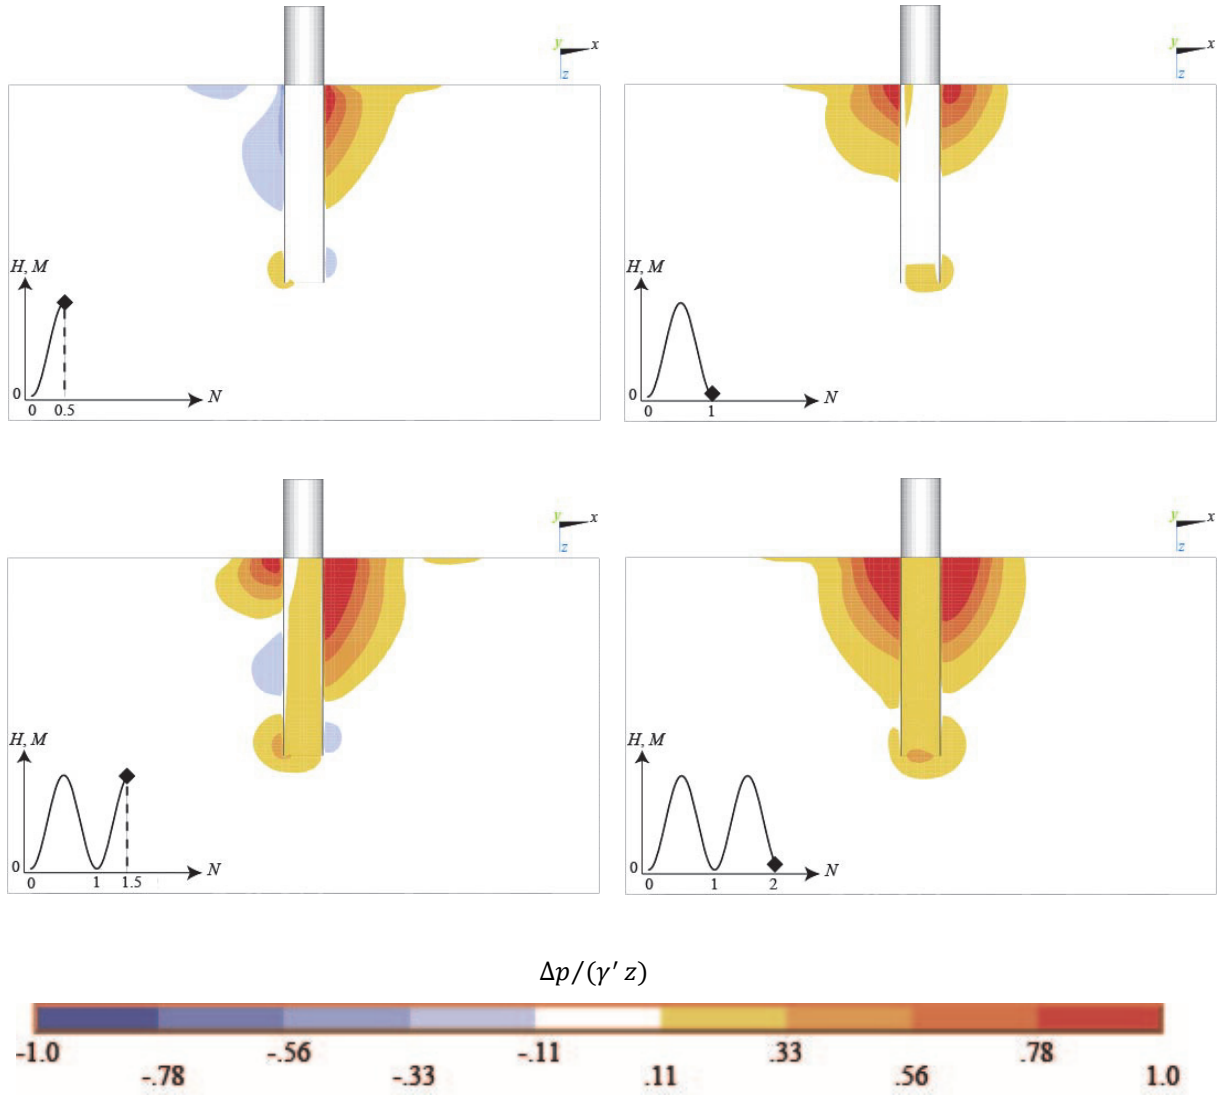 y x
z
y x
z
H, M
0
N
0 0.5
H, M
0
N
0 1
y x
z
y x
z
H, M
0
N
0 1 1.5
H, M
0
N
0 1 2
Δp/(γ′ z)
-1.0 -.56 -.11 .33 .78
-.78 -.33 .11 .56 1.0